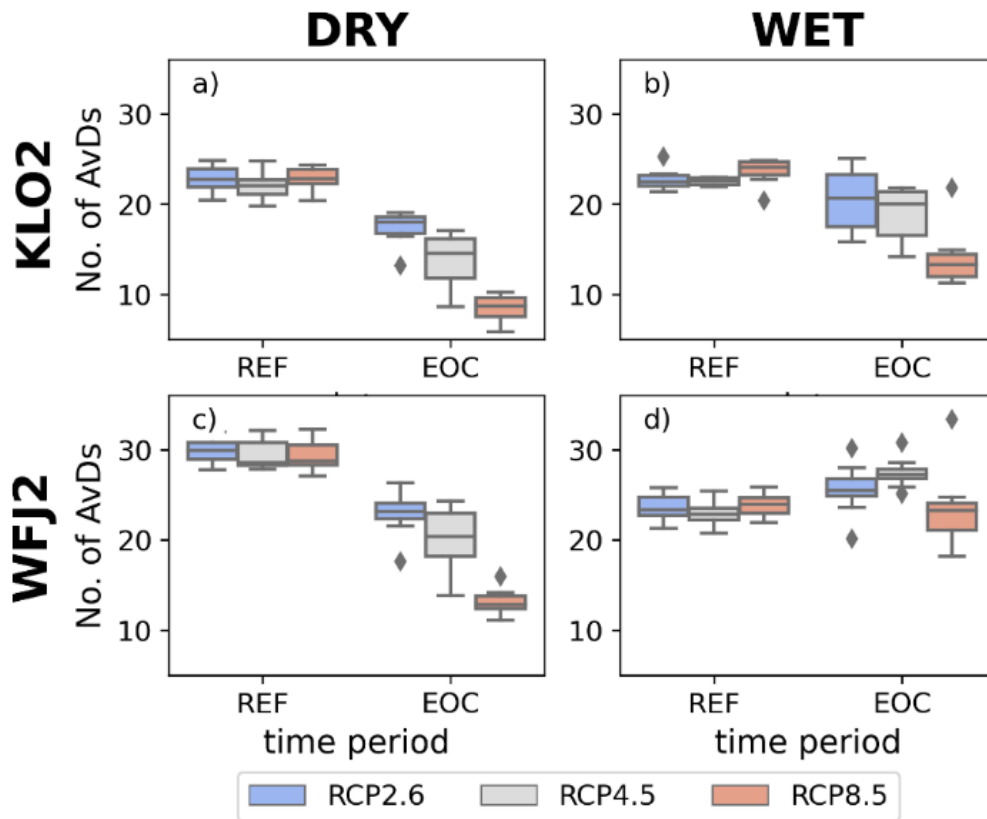 DRY WET
KLO2
No. of AvDs
a)
30
20
10
REF EOC
b)
30
20
10
REF EOC
WFJ2
No. of AvDs
c)
30
20
10
REF EOC
time period
d)
30
20
10
REF EOC
time period
RCP2.6 RCP4.5 RCP8.5